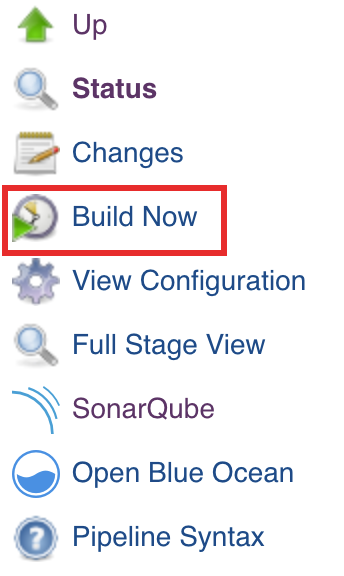 Up
Status
Changes
Build Now
View Configuration
Full Stage View
SonarQube
Open Blue Ocean
Pipeline Syntax